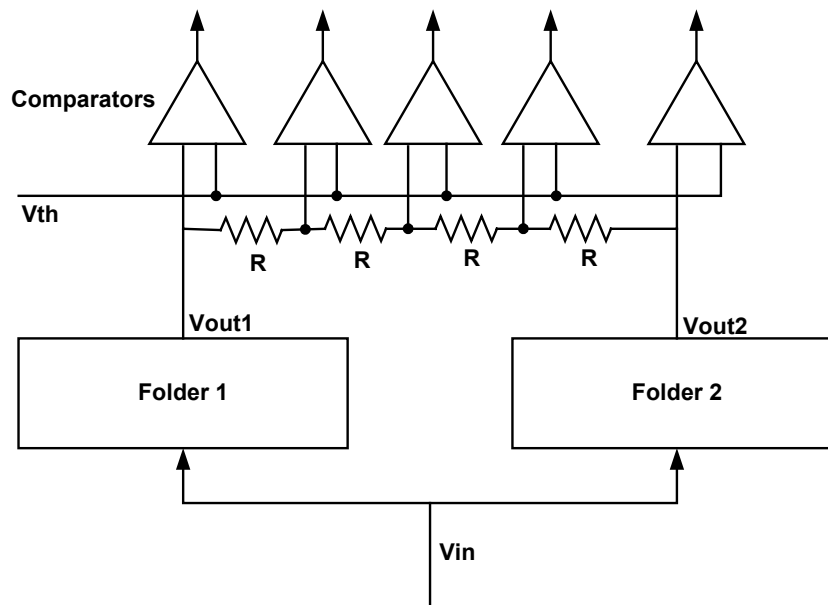 Comparators
Vth
R
R
R
R
Vout1
Vout2
Folder 1
Folder 2
Vin